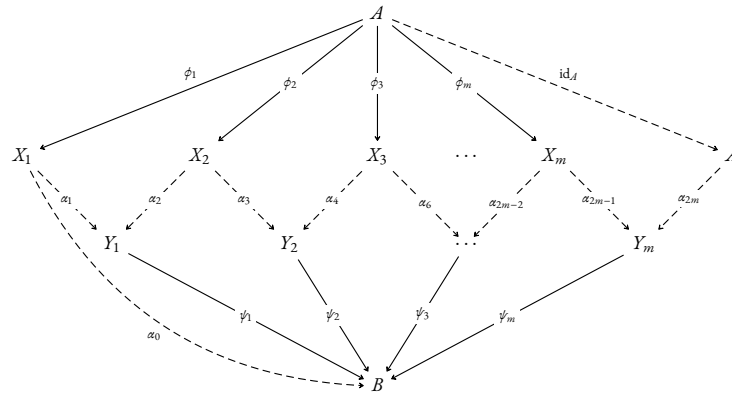 A
ϕ₁ ϕ₂ ϕ₃ ϕₘ id_A
X₁ X₂ X₃ ⋯ Xₘ
α₁ α₂ α₃ α₄ α₆ α₂ₘ₋₂ α₂ₘ₋₁ α₂ₘ
Y₁ Y₂ ⋯ Yₘ
ψ₁ ψ₂ ψ₃ ψₘ
α₀
B